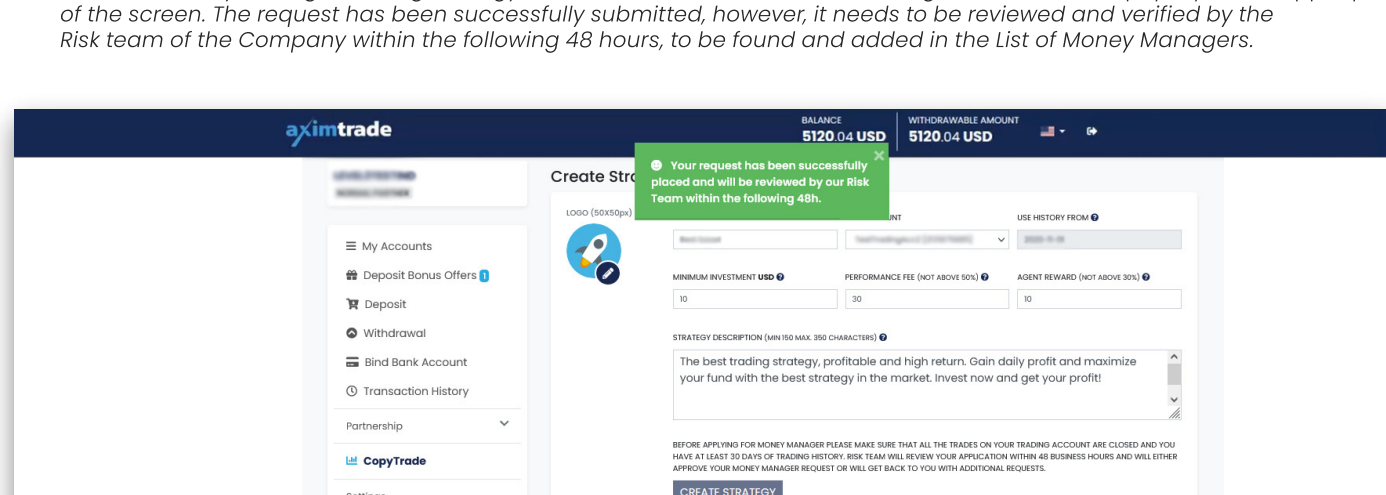 of the screen. The request has been successfully submitted, however, it needs to be reviewed and verified by the
Risk team of the Company within the following 48 hours, to be found and added in the List of Money Managers.
aximtrade
BALANCE
5120.04 USD
WITHDRAWABLE AMOUNT
5120.04 USD
Your request has been successfully
placed and will be reviewed by our Risk
Team within the following 48h.
Create Stra
LOGO (50X50px)
UNT
USE HISTORY FROM
My Accounts
Deposit Bonus Offers 1
Deposit
Withdrawal
Bind Bank Account
Transaction History
Partnership
CopyTrade
MINIMUM INVESTMENT USD
PERFORMANCE FEE (NOT ABOVE 50%)
AGENT REWARD (NOT ABOVE 30%)
10
30
10
STRATEGY DESCRIPTION (MIN 150 MAX. 350 CHARACTERS)
The best trading strategy, profitable and high return. Gain daily profit and maximize
your fund with the best strategy in the market. Invest now and get your profit!
BEFORE APPLYING FOR MONEY MANAGER PLEASE MAKE SURE THAT ALL THE TRADES ON YOUR TRADING ACCOUNT ARE CLOSED AND YOU
HAVE AT LEAST 30 DAYS OF TRADING HISTORY. RISK TEAM WILL REVIEW YOUR APPLICATION WITHIN 48 BUSINESS HOURS AND WILL EITHER
APPROVE YOUR MONEY MANAGER REQUEST OR WILL GET BACK TO YOU WITH ADDITIONAL REQUESTS.
CREATE STRATEGY